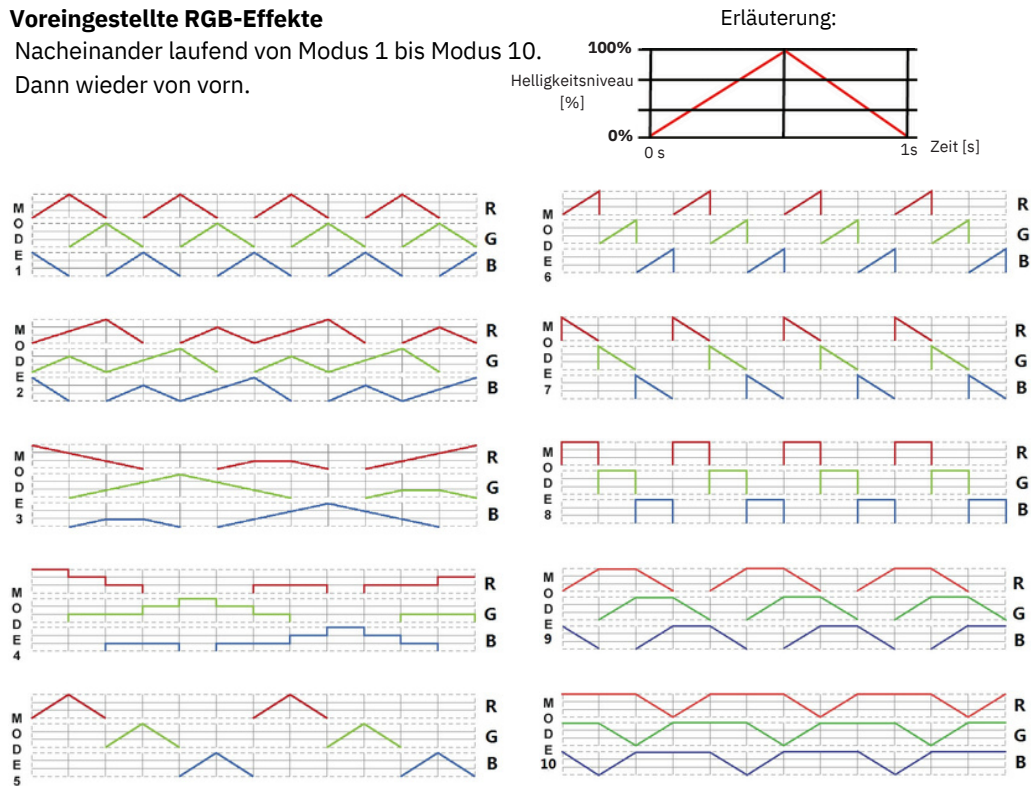 Voreingestellte RGB-Effekte
Nacheinander laufend von Modus 1 bis Modus 10.
Dann wieder von vorn.
Erläuterung:
100%
Helligkeitsniveau
[%]
0%
0 s
1s
Zeit [s]
MODE 1
R
G
B
MODE 2
R
G
B
MODE 3
R
G
B
MODE 4
R
G
B
MODE 5
R
G
B
MODE 6
R
G
B
MODE 7
R
G
B
MODE 8
R
G
B
MODE 9
R
G
B
MODE 10
R
G
B